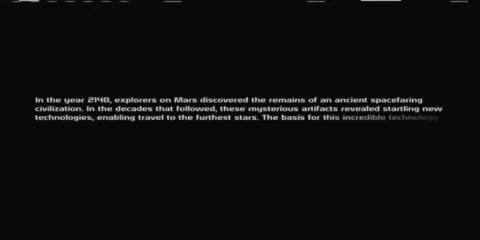 In the year 2148, explorers on Mars discovered the remains of an ancient spacefaring
civilization. In the decades that followed, these mysterious artifacts revealed startling new
technologies, enabling travel to the furthest stars. The basis for this incredible technology